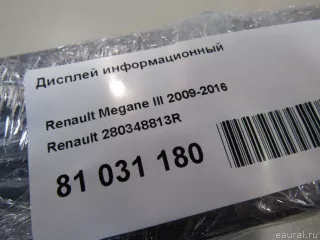 Дисплей информационный
Renault Megane III 2009-2016
Renault 280348813R
81 031 180
eaural.ru